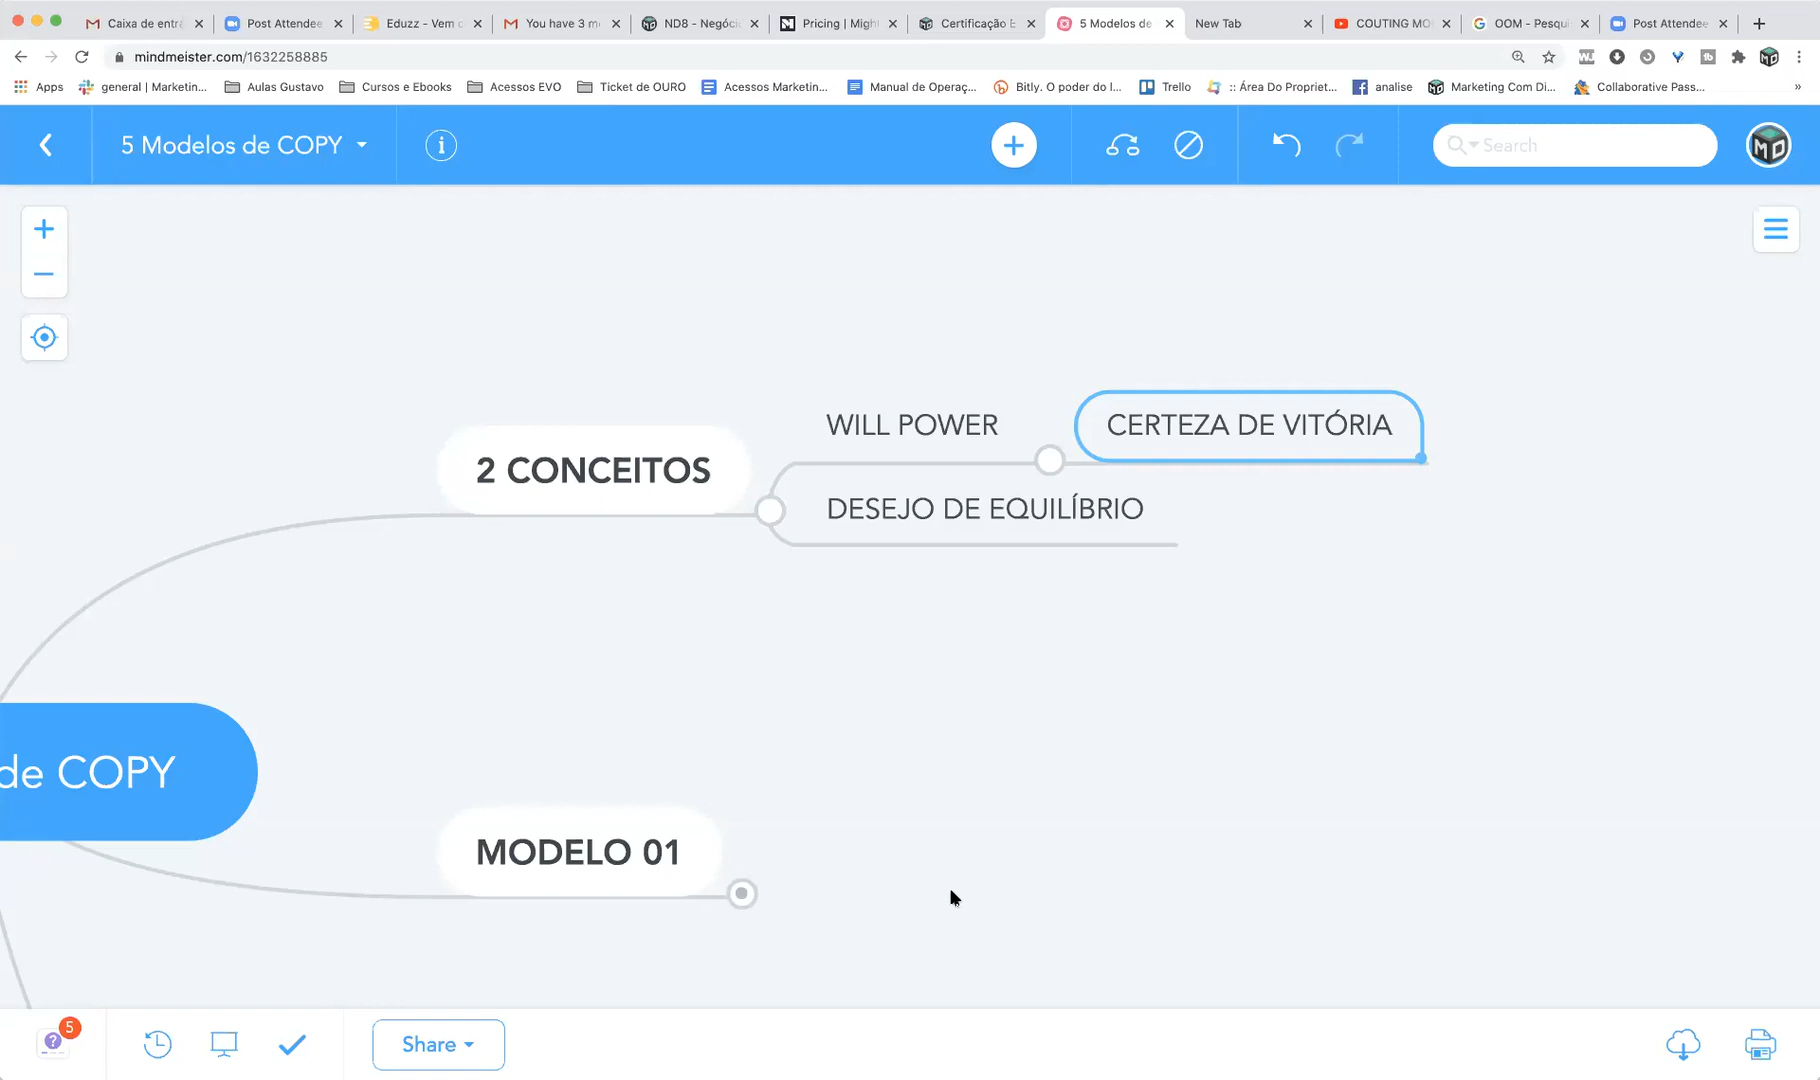 Caixa de entr
Post Attendee
Eduzz - Vem c
You have 3 m
ND8 - Negóci
Pricing | Migh
Certificação E
5 Modelos de
New Tab
COUTING MO
OOM - Pesqui
Post Attendee
mindmeister.com/1632258885
Apps
general | Marketin...
Aulas Gustavo
Cursos e Ebooks
Acessos EVO
Ticket de OURO
Acessos Marketin...
Manual de Operaç...
Bitly. O poder do l...
Trello
:: Área Do Propriet...
analise
Marketing Com Di...
Collaborative Pass...
»
5 Modelos de COPY
Search
MD
WILL POWER
CERTEZA DE VITÓRIA
2 CONCEITOS
DESEJO DE EQUILÍBRIO
de COPY
MODELO 01
5
Share